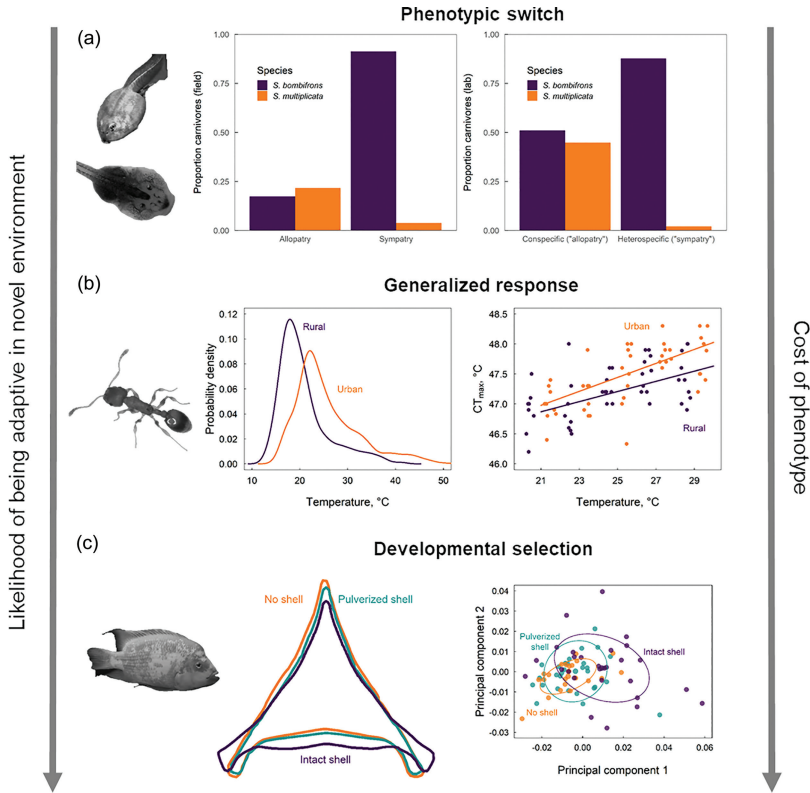 Phenotypic switch
(a)
Likelihood of being adaptive in novel environment
Cost of phenotype
Proportion carnivores (field)
1.00
0.75
0.50
0.25
0.00
Species
S. bombifrons
S. multiplicata
Allopatry
Sympatry
Proportion carnivores (lab)
1.00
0.75
0.50
0.25
0.00
Species
S. bombifrons
S. multiplicata
Conspecific ("allopatry")
Heterospecific ("sympatry")
(b)
Generalized response
Probability density
0.12
0.10
0.08
0.06
0.04
0.02
0.00
Rural
Urban
10
20
30
40
50
Temperature, °C
CTmax, °C
48.5
48.0
47.5
47.0
46.5
46.0
Urban
Rural
21
23
25
27
29
Temperature, °C
(c)
Developmental selection
No shell
Pulverized shell
Intact shell
Principal component 2
0.04
0.03
0.02
0.01
0.00
-0.01
-0.02
-0.03
Pulverized
shell
Intact shell
No shell
-0.02
0.00
0.02
0.04
0.06
Principal component 1